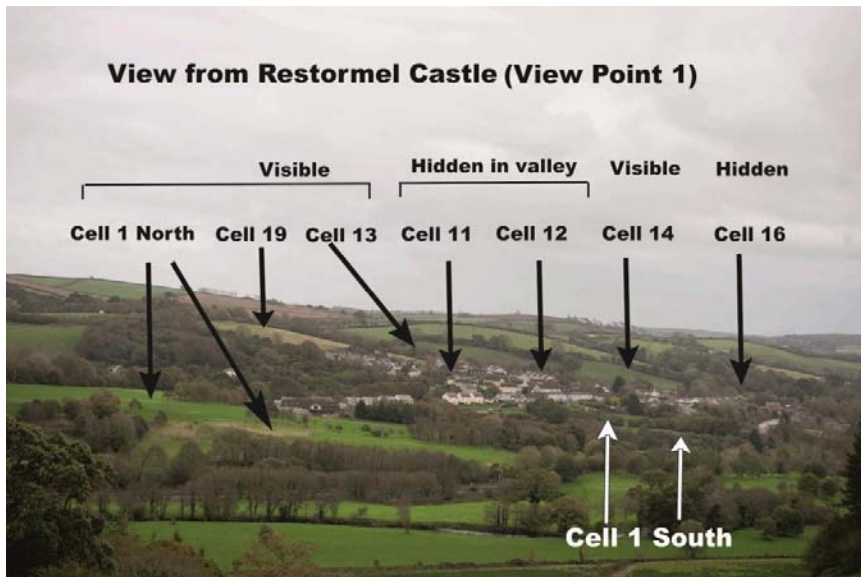 View from Restormel Castle (View Point 1)
Visible Hidden in valley Visible Hidden
Cell 1 North Cell 19 Cell 13 Cell 11 Cell 12 Cell 14 Cell 16
Cell 1 South